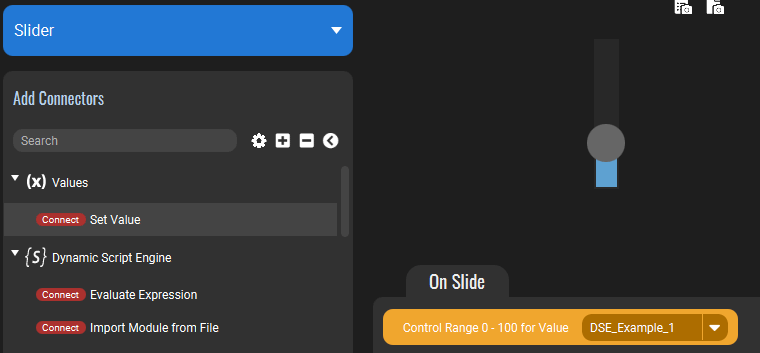 Slider
Add Connectors
Search
(x) Values
Connect Set Value
{S} Dynamic Script Engine
Connect Evaluate Expression
Connect Import Module from File
On Slide
Control Range 0 - 100 for Value DSE_Example_1